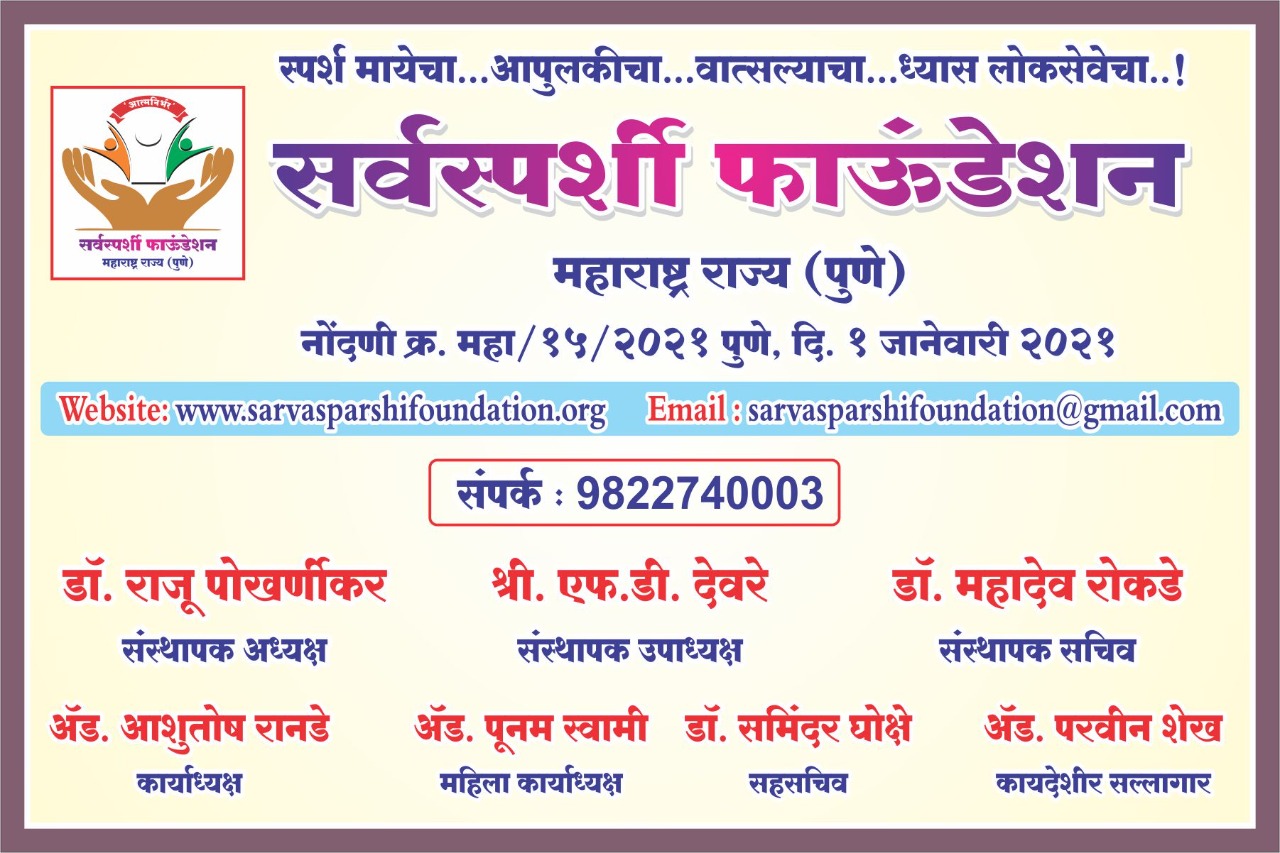 स्पर्श मायेचा...आपुलकीचा...वात्सल्याचा...ध्यास लोकसेवेचा..!
'आत्मनिर्भर'
सर्वस्पर्शी फाऊंडेशन
महाराष्ट्र राज्य (पुणे)
सर्वस्पर्शी फाऊंडेशन
महाराष्ट्र राज्य (पुणे)
नोंदणी क्र. महा/१५/२०२१ पुणे, दि. १ जानेवारी २०२१
Website: www.sarvasparshifoundation.org Email : sarvasparshifoundation@gmail.com
संपर्क : 9822740003
डॉ. राजू पोखर्णीकर श्री. एफ.डी. देवरे डॉ. महादेव रोकडे
संस्थापक अध्यक्ष संस्थापक उपाध्यक्ष संस्थापक सचिव
ॲड. आशुतोष रानडे ॲड. पूनम स्वामी डॉ. समिंदर घोक्षे ॲड. परवीन शेख
कार्याध्यक्ष महिला कार्याध्यक्ष सहसचिव कायदेशीर सल्लागार